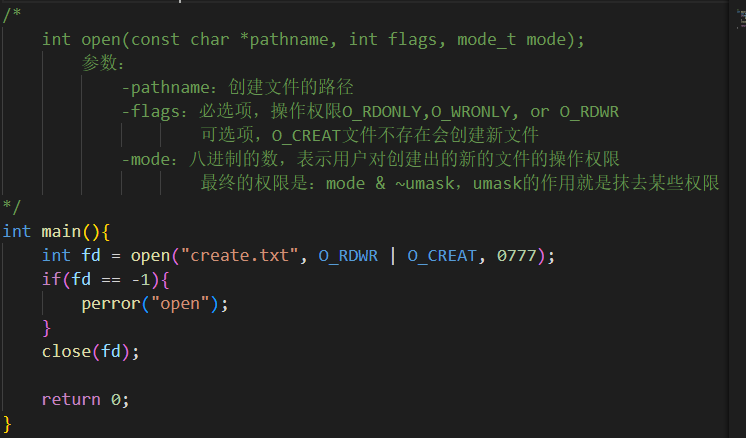 /*
int open(const char *pathname, int flags, mode_t mode);
参数:
-pathname: 创建文件的路径
-flags: 必选项, 操作权限O_RDONLY,O_WRONLY, or O_RDWR
可选项, O_CREAT文件不存在会创建新文件
-mode: 八进制的数, 表示用户对创建出的新的文件的操作权限
最终的权限是: mode & ~umask, umask的作用就是抹去某些权限
*/
int main(){
int fd = open("create.txt", O_RDWR | O_CREAT, 0777);
if(fd == -1){
perror("open");
}
close(fd);
return 0;
}